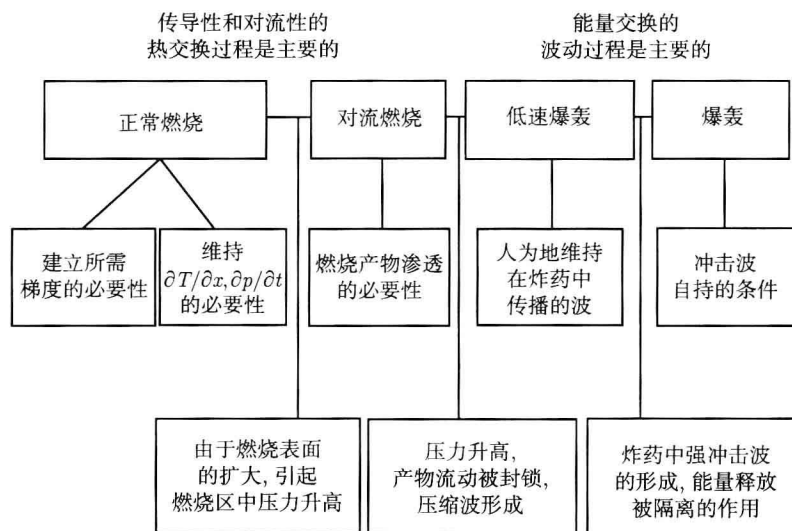 传导性和对流性的
热交换过程是主要的
能量交换的
波动过程是主要的
正常燃烧
对流燃烧
低速爆轰
爆轰
建立所需
梯度的必要性
维持
∂T/∂x,∂p/∂t
的必要性
燃烧产物渗透
的必要性
人为地维持
在炸药中
传播的波
冲击波
自持的条件
由于燃烧表面
的扩大, 引起
燃烧区中压力升高
压力升高,
产物流动被封锁,
压缩波形成
炸药中强冲击波
的形成, 能量释放
被隔离的作用